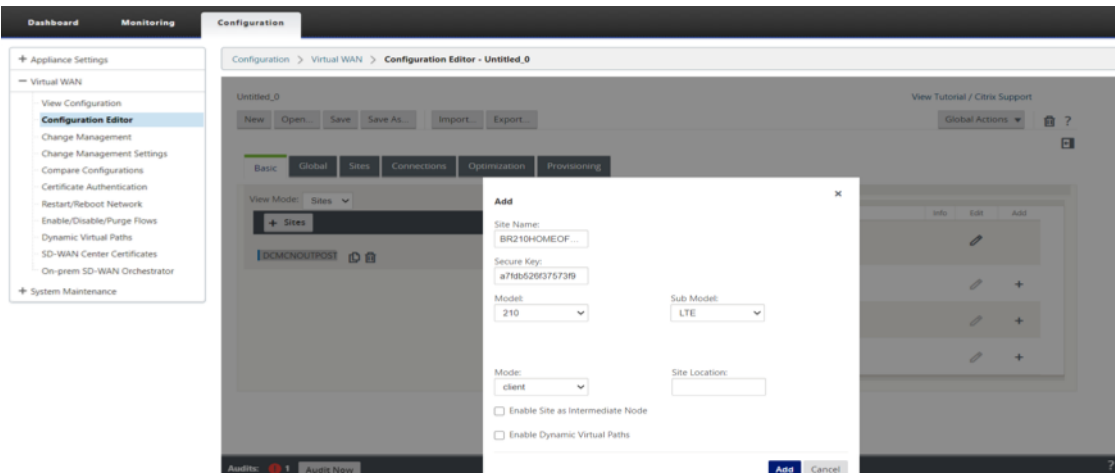 Dashboard Monitoring Configuration
+ Appliance Settings
− Virtual WAN
View Configuration
Configuration Editor
Change Management
Change Management Settings
Compare Configurations
Certificate Authentication
Restart/Reboot Network
Enable/Disable/Purge Flows
Dynamic Virtual Paths
SD-WAN Center Certificates
On-prem SD-WAN Orchestrator
+ System Maintenance
Configuration > Virtual WAN > Configuration Editor - Untitled_0
Untitled_0
View Tutorial / Citrix Support
New Open... Save Save As... Import... Export...
Global Actions
?
Basic Global Sites Connections Optimization Provisioning
View Mode: Sites
+ Sites
DCMCNOUTPOST
Info Edit Add
Add
Site Name:
BR210HOMEOF...
Secure Key:
a7fdb526f37573f9
Model: Sub Model:
210 LTE
Mode: Site Location:
client
Enable Site as Intermediate Node
Enable Dynamic Virtual Paths
Add Cancel
Audits: 1 Audit Now
?